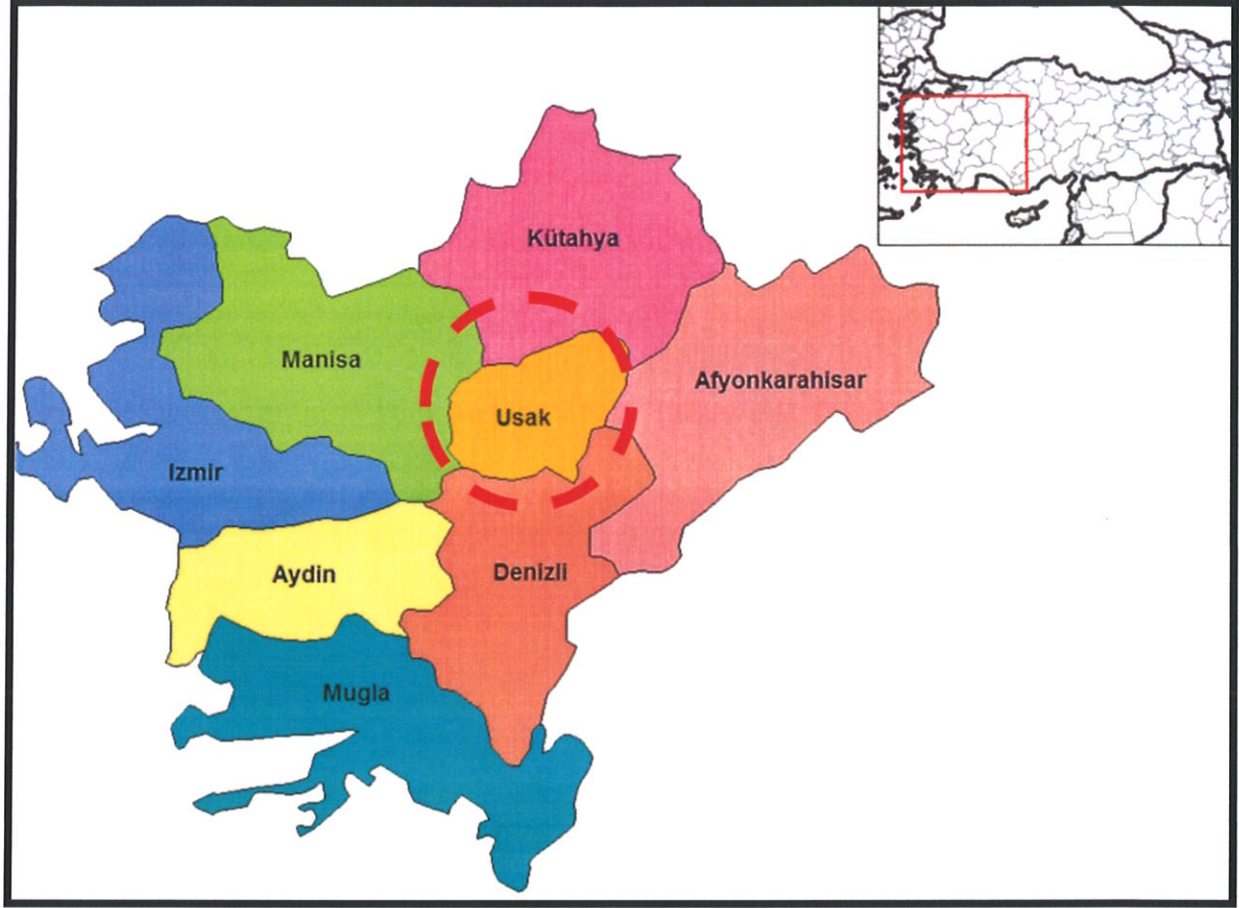 Kütahya
Manisa
Afyonkarahisar
Usak
Izmir
Aydin
Denizli
Mugla